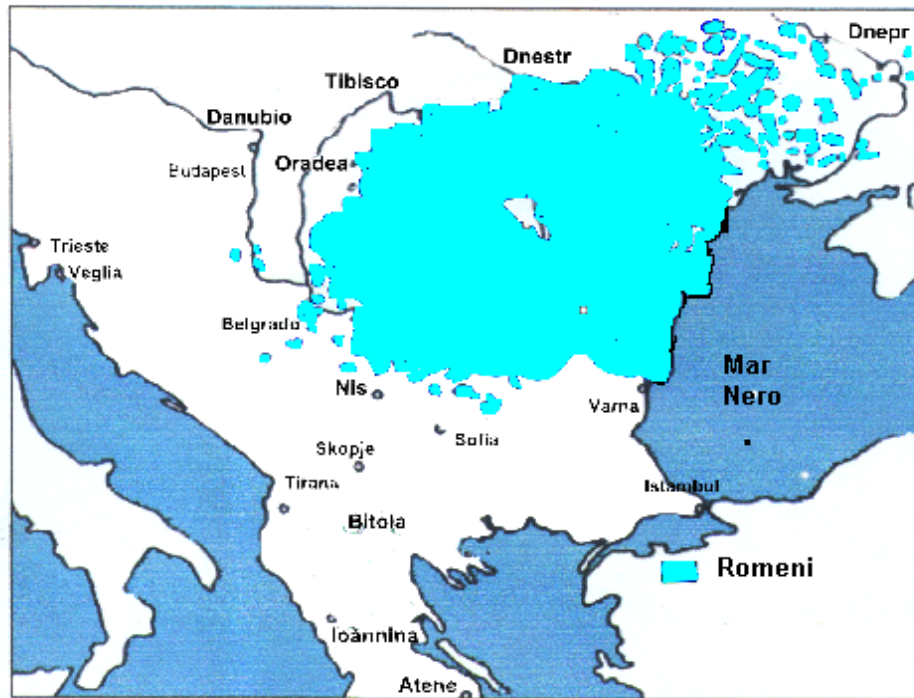 Dnepr
Dnestr
Tibisco
Danubio
Budapest
Oradea
Trieste
Veglia
Belgrado
Mar
Nero
Nis
Varna
Sofia
Skopje
Tirana
Istambul
Bitola
Romeni
Ioànnina
Atene